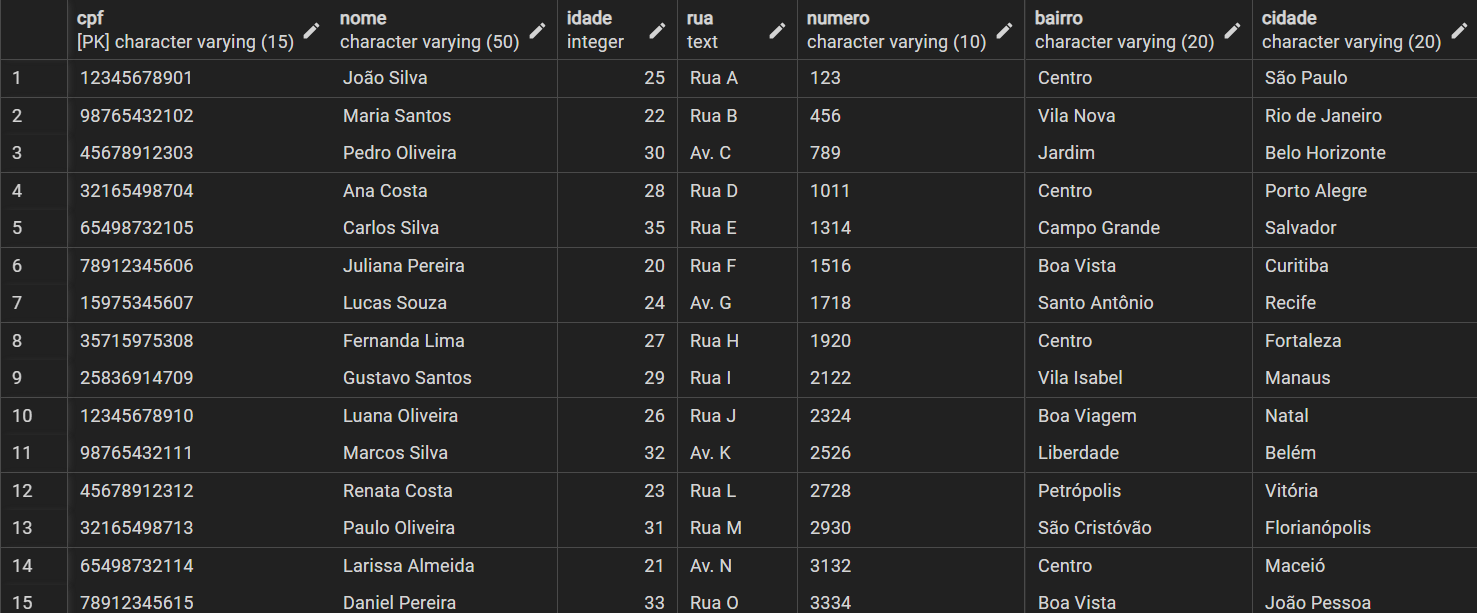 cpf nome idade rua numero bairro cidade
[PK] character varying (15) character varying (50) integer text character varying (10) character varying (20) character varying (20)
1 12345678901 João Silva 25 Rua A 123 Centro São Paulo
2 98765432102 Maria Santos 22 Rua B 456 Vila Nova Rio de Janeiro
3 45678912303 Pedro Oliveira 30 Av. C 789 Jardim Belo Horizonte
4 32165498704 Ana Costa 28 Rua D 1011 Centro Porto Alegre
5 65498732105 Carlos Silva 35 Rua E 1314 Campo Grande Salvador
6 78912345606 Juliana Pereira 20 Rua F 1516 Boa Vista Curitiba
7 15975345607 Lucas Souza 24 Av. G 1718 Santo Antônio Recife
8 35715975308 Fernanda Lima 27 Rua H 1920 Centro Fortaleza
9 25836914709 Gustavo Santos 29 Rua I 2122 Vila Isabel Manaus
10 12345678910 Luana Oliveira 26 Rua J 2324 Boa Viagem Natal
11 98765432111 Marcos Silva 32 Av. K 2526 Liberdade Belém
12 45678912312 Renata Costa 23 Rua L 2728 Petrópolis Vitória
13 32165498713 Paulo Oliveira 31 Rua M 2930 São Cristóvão Florianópolis
14 65498732114 Larissa Almeida 21 Av. N 3132 Centro Maceió
15 78912345615 Daniel Pereira 33 Rua O 3334 Boa Vista João Pessoa